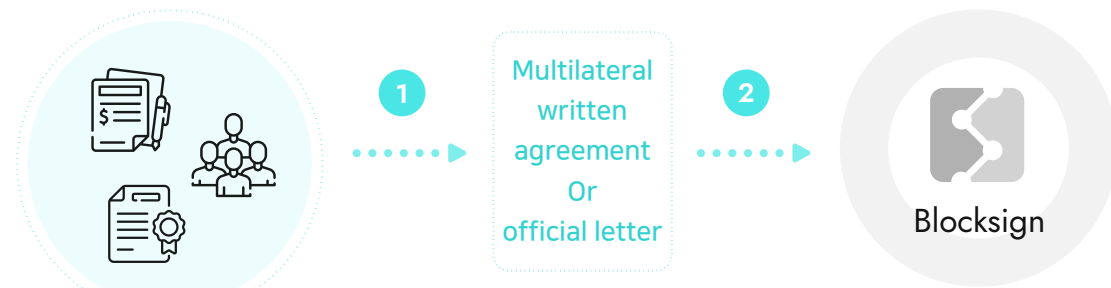 $
1
Multilateral
written
agreement
Or
official letter
2
Blocksign